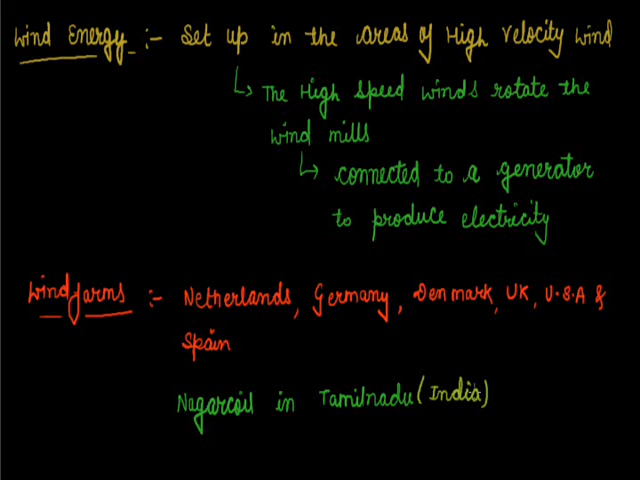 Wind Energy :- Set up in the areas of High Velocity Wind
↳ The High Speed winds rotate the
wind mills
↳ connected to a generator
to produce electricity
Wind farms :- Netherlands, Germany, Denmark, UK, U.S.A &
Spain
Nagarcoil in Tamilnadu (India)